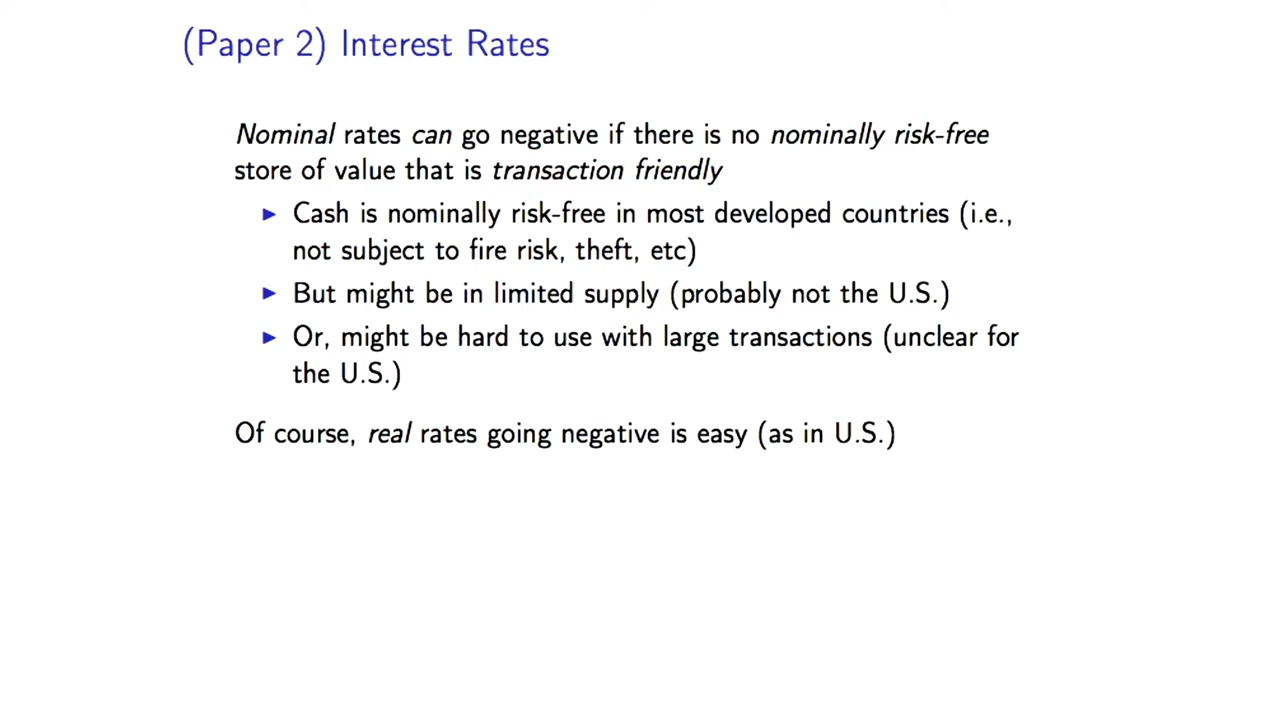 (Paper 2) Interest Rates
Nominal rates can go negative if there is no nominally risk-free
store of value that is transaction friendly
▶ Cash is nominally risk-free in most developed countries (i.e.,
not subject to fire risk, theft, etc)
▶ But might be in limited supply (probably not the U.S.)
▶ Or, might be hard to use with large transactions (unclear for
the U.S.)
Of course, real rates going negative is easy (as in U.S.)